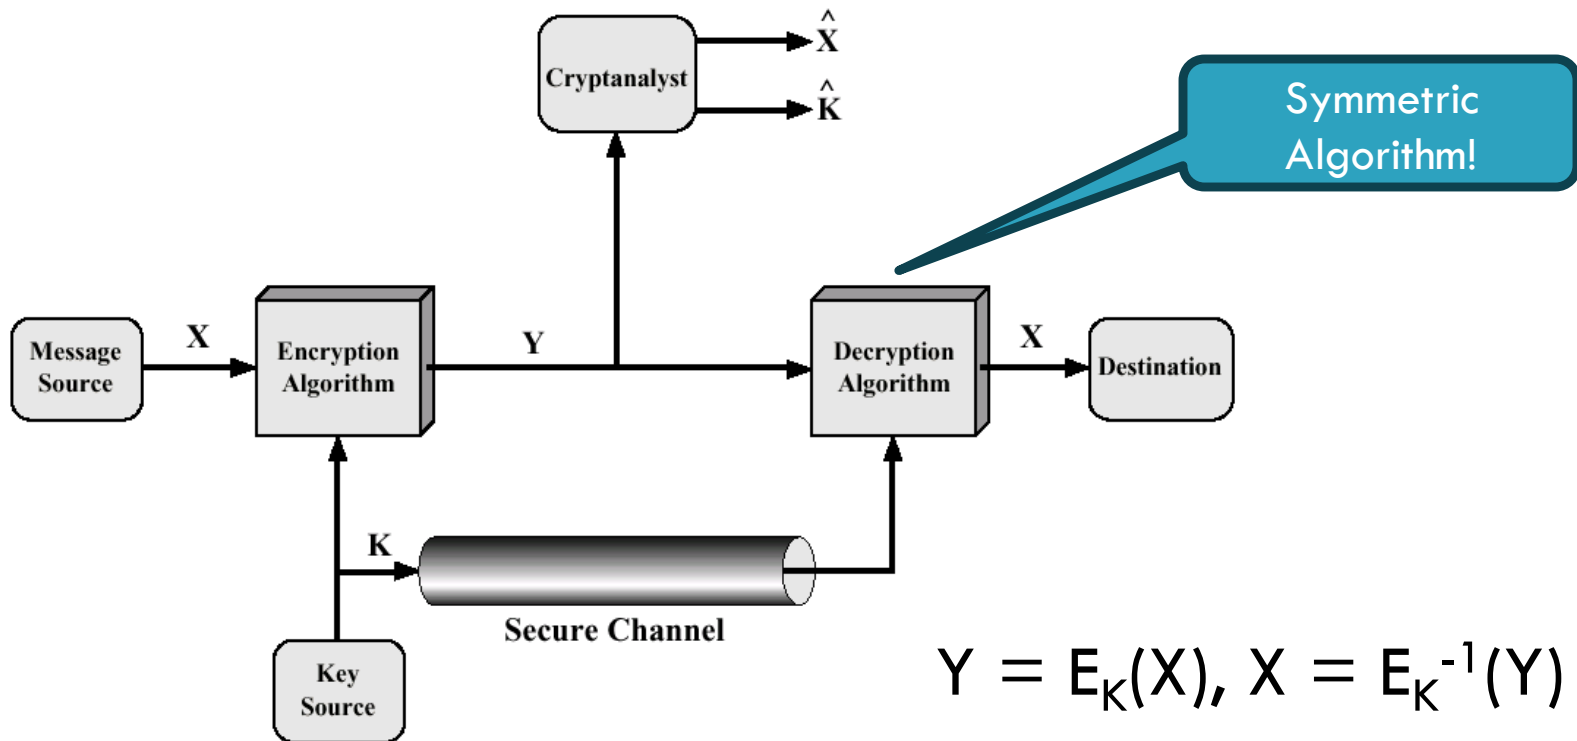 X̂
Cryptanalyst
K̂
Symmetric
Algorithm!
Message
Source
X
Encryption
Algorithm
Y
Decryption
Algorithm
X
Destination
K
Secure Channel
Key
Source
Y = E_K(X), X = E_K^-1(Y)